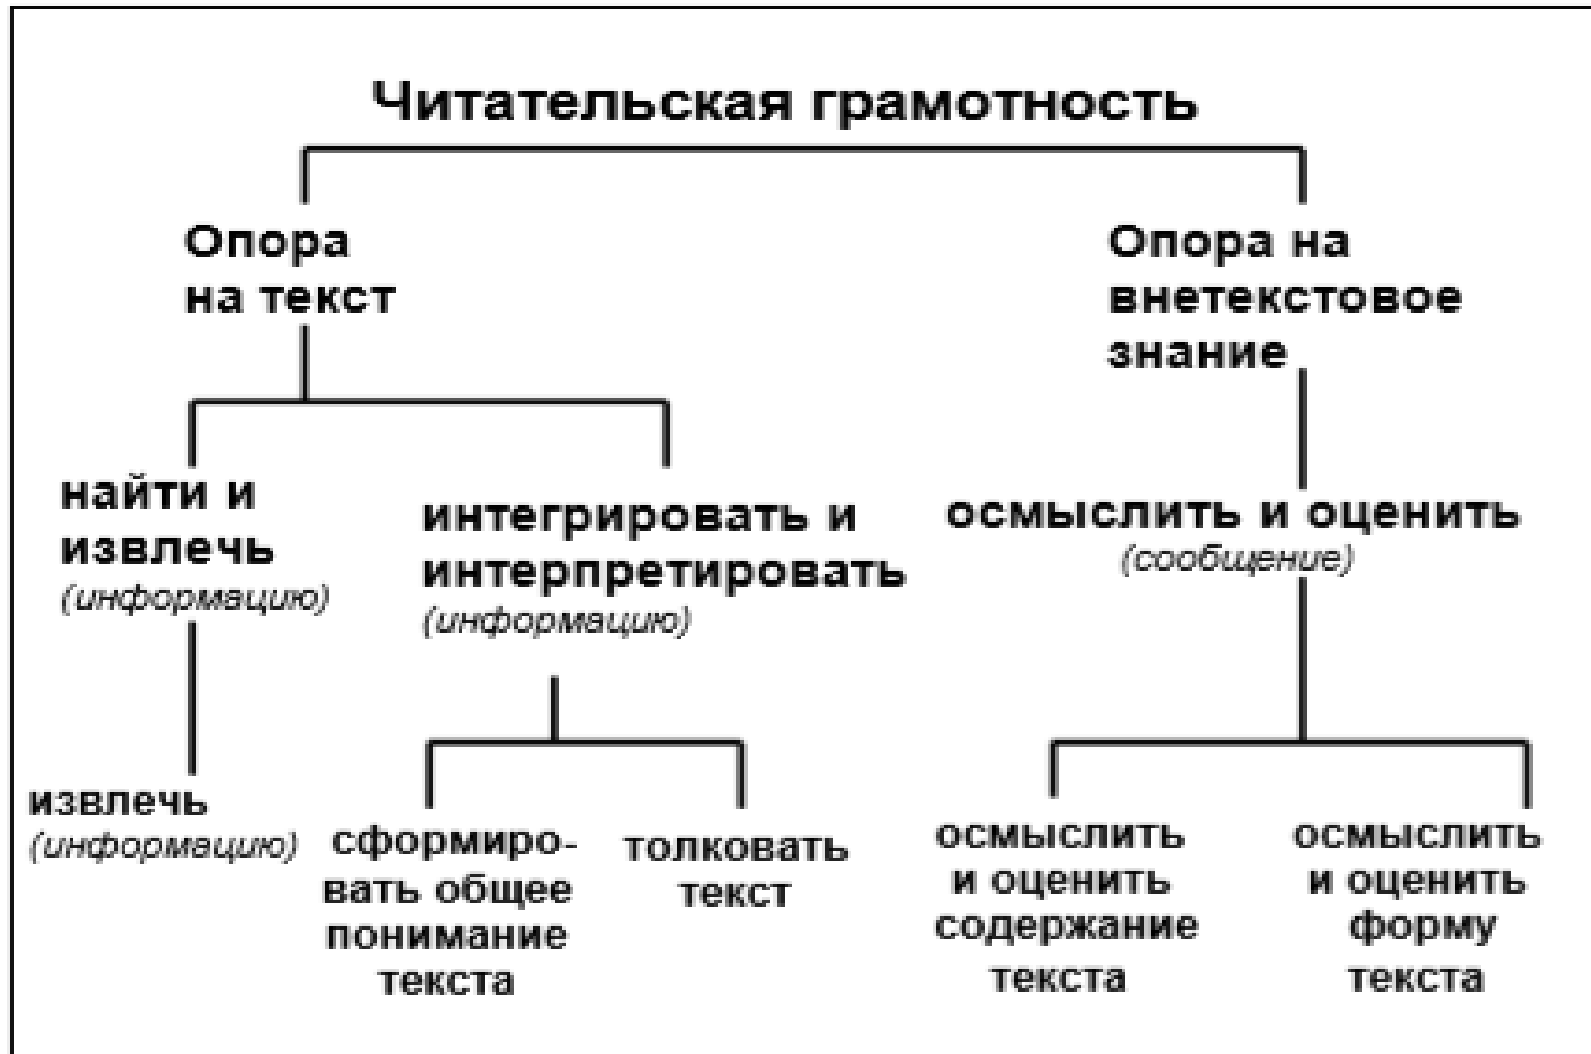 Читательская грамотность
Опора
на текст
Опора на
внетекстовое
знание
найти и
извлечь
(информацию)
интегрировать и
интерпретировать
(информацию)
осмыслить и оценить
(сообщение)
извлечь
(информацию)
сформиро-
вать общее
понимание
текста
толковать
текст
осмыслить
и оценить
содержание
текста
осмыслить
и оценить
форму
текста